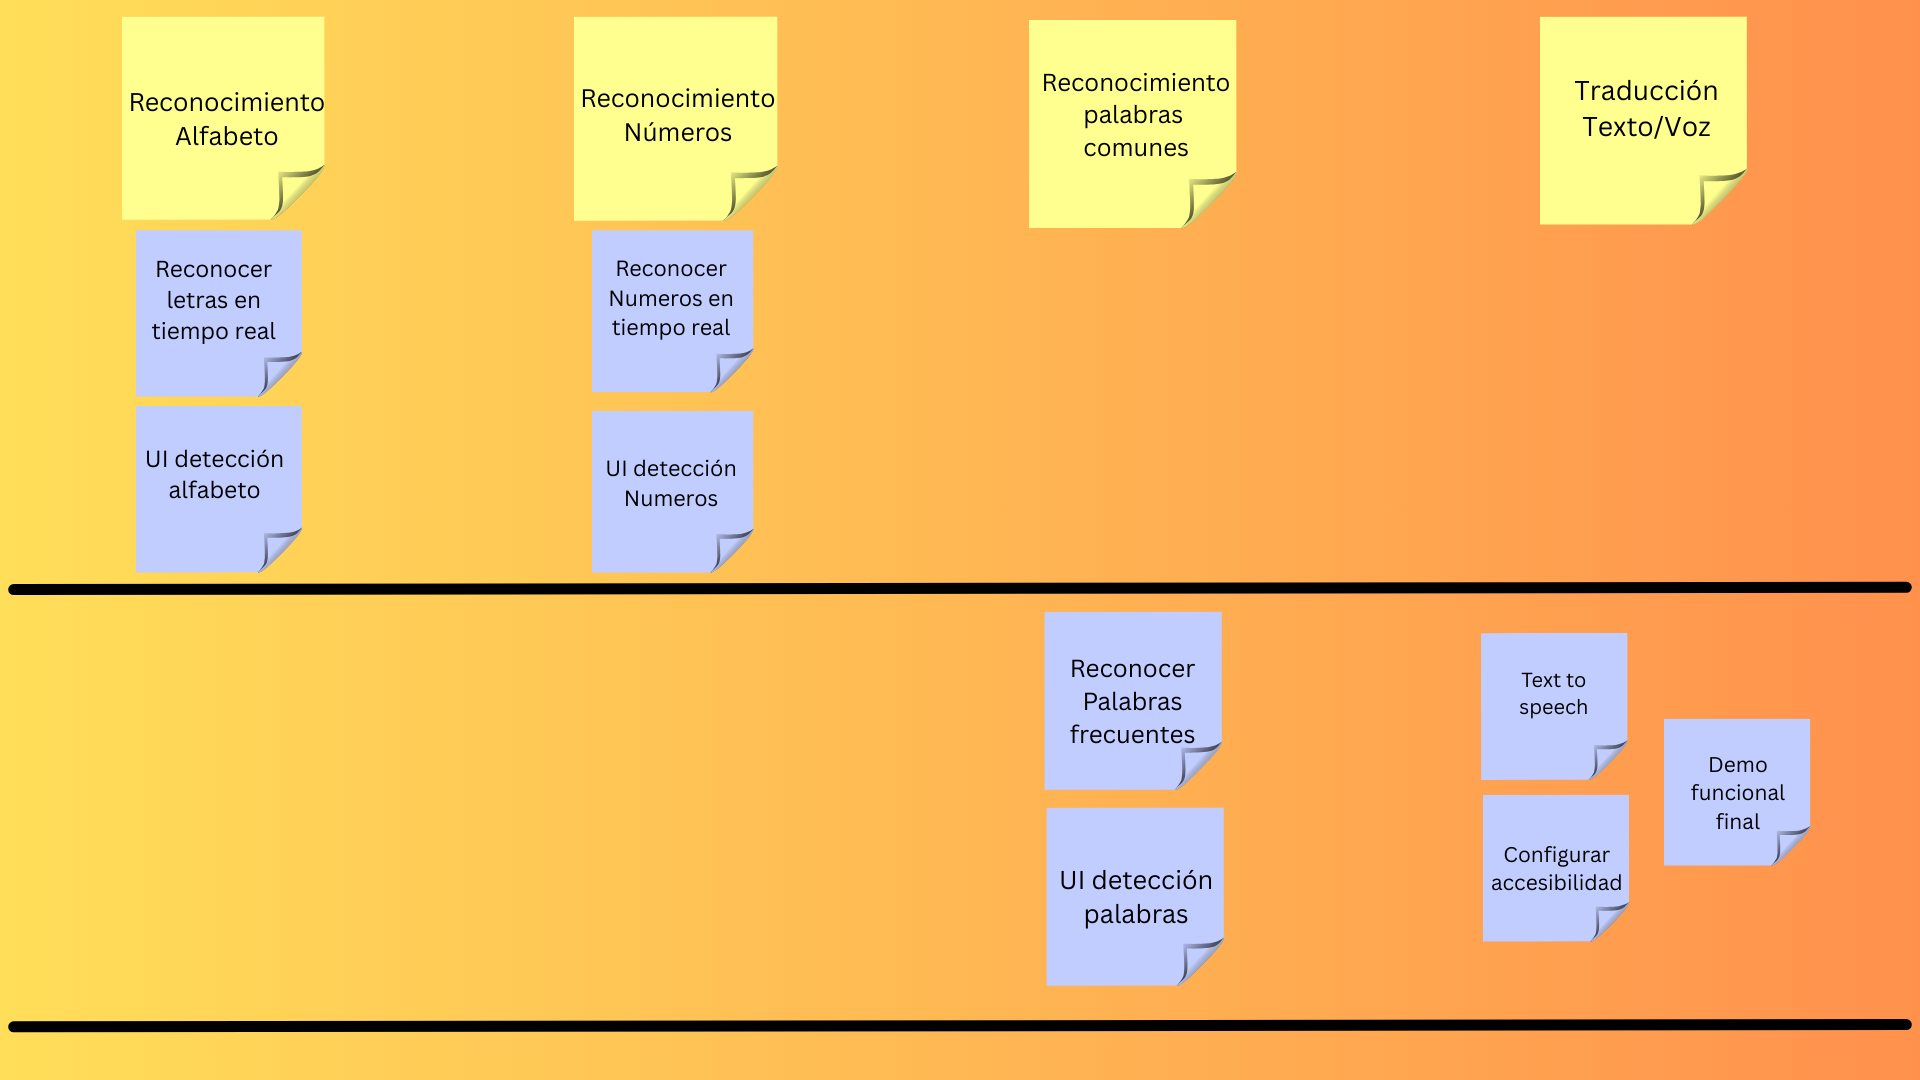 Reconocimiento
Alfabeto
Reconocimiento
Números
Reconocimiento
palabras
comunes
Traducción
Texto/Voz
Reconocer
letras en
tiempo real
Reconocer
Numeros en
tiempo real
UI detección
alfabeto
UI detección
Numeros
Reconocer
Palabras
frecuentes
Text to
speech
Demo
funcional
final
UI detección
palabras
Configurar
accesibilidad